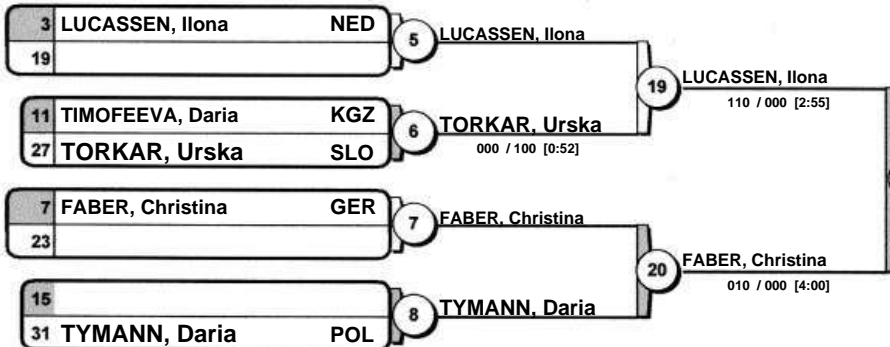 3 LUCASSEN, Ilona NED
19
5
LUCASSEN, Ilona
11 TIMOFEEVA, Daria KGZ
27 TORKAR, Urska SLO
6
TORKAR, Urska
000 / 100 [0:52]
19
LUCASSEN, Ilona
110 / 000 [2:55]
7 FABER, Christina GER
23
7
FABER, Christina
15
31 TYMANN, Daria POL
8
TYMANN, Daria
20
FABER, Christina
010 / 000 [4:00]